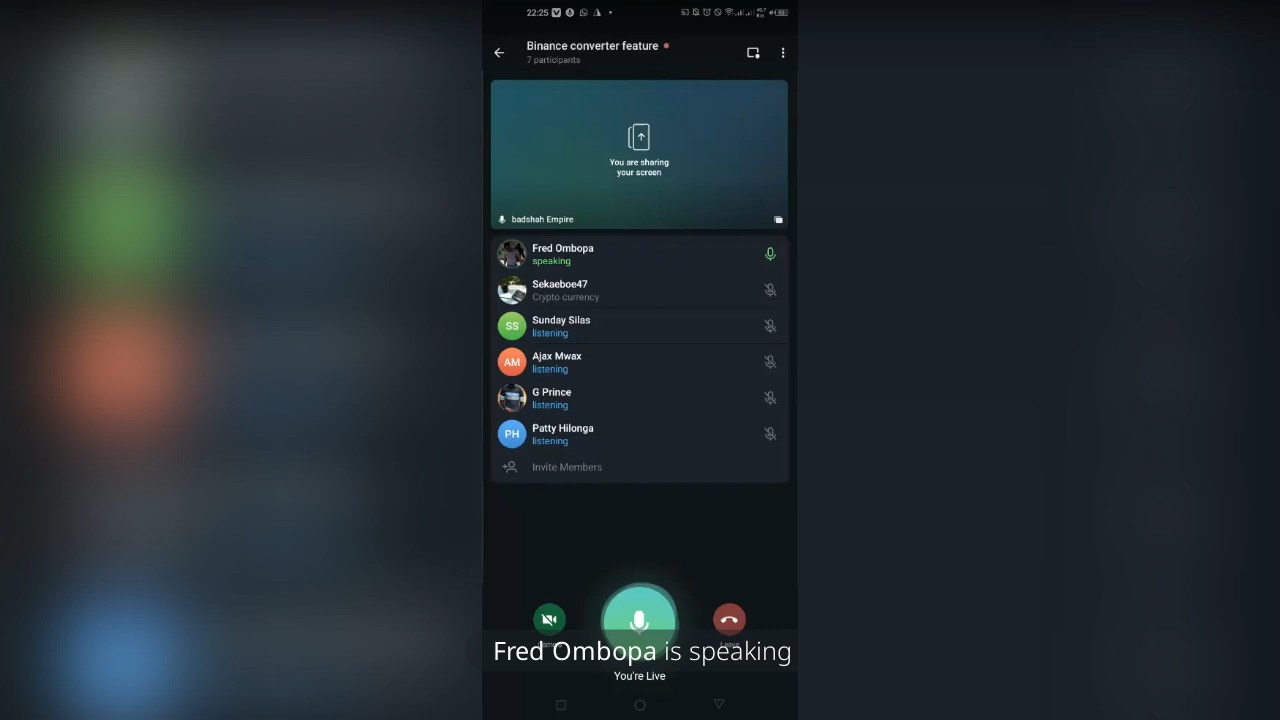 22:25
Binance converter feature
7 participants
You are sharing
your screen
badshah Empire
Fred Ombopa
speaking
Sekaeboe47
Crypto currency
SS
Sunday Silas
listening
AM
Ajax Mwax
listening
G Prince
listening
PH
Patty Hilonga
listening
Invite Members
Fred Ombopa is speaking
You're Live